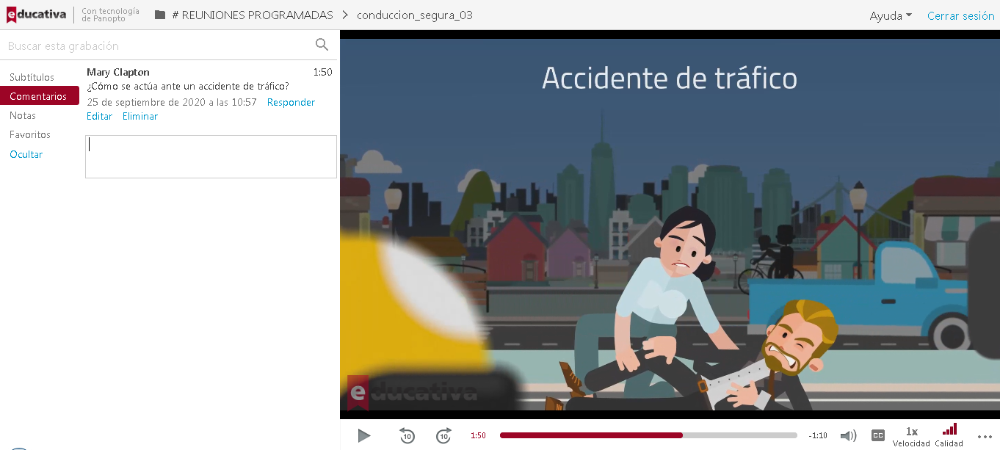 educativa
Con tecnología
de Panopto
# REUNIONES PROGRAMADAS > conduccion_segura_03
Ayuda
Cerrar sesión
Buscar esta grabación
Subtítulos
Comentarios
Notas
Favoritos
Ocultar
Mary Clapton 1:50
¿Cómo se actúa ante un accidente de tráfico?
25 de septiembre de 2020 a las 10:57 Responder
Editar Eliminar
Accidente de tráfico
educativa
10
10
1:50
-1:10
CC
1x
Velocidad
Calidad